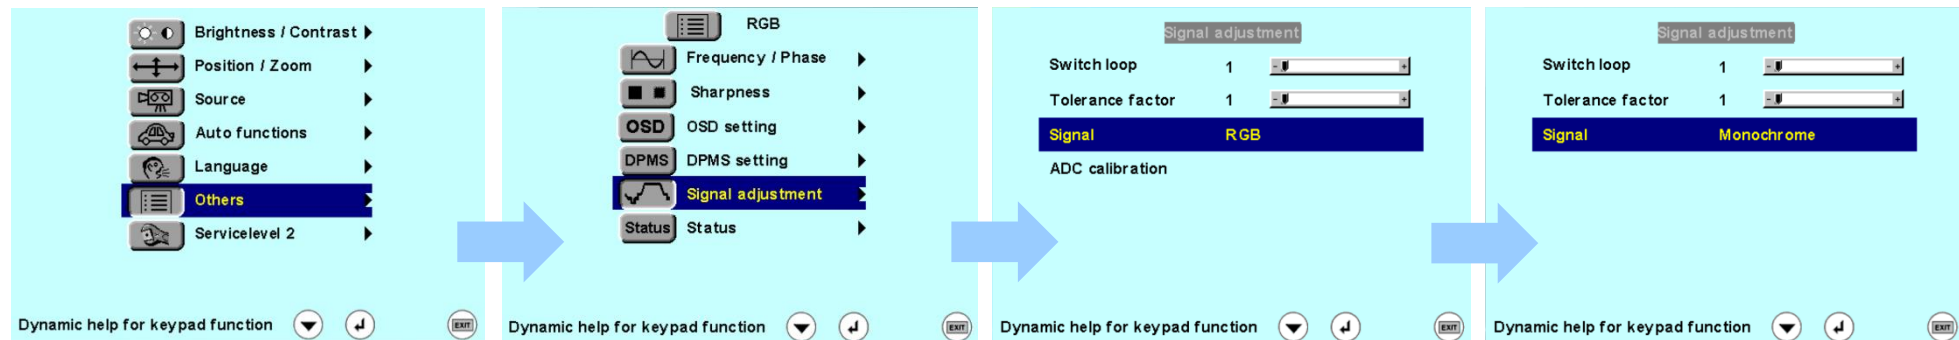 Brightness / Contrast
Position / Zoom
Source
Auto functions
Language
Others
Servicelevel 2
Dynamic help for keypad function
EXIT
RGB
Frequency / Phase
Sharpness
OSD OSD setting
DPMS DPMS setting
Signal adjustment
Status Status
Dynamic help for keypad function
EXIT
Signal adjustment
Switch loop 1 - +
Tolerance factor 1 - +
Signal RGB
ADC calibration
Dynamic help for keypad function
EXIT
Signal adjustment
Switch loop 1 - +
Tolerance factor 1 - +
Signal Monochrome
Dynamic help for keypad function
EXIT